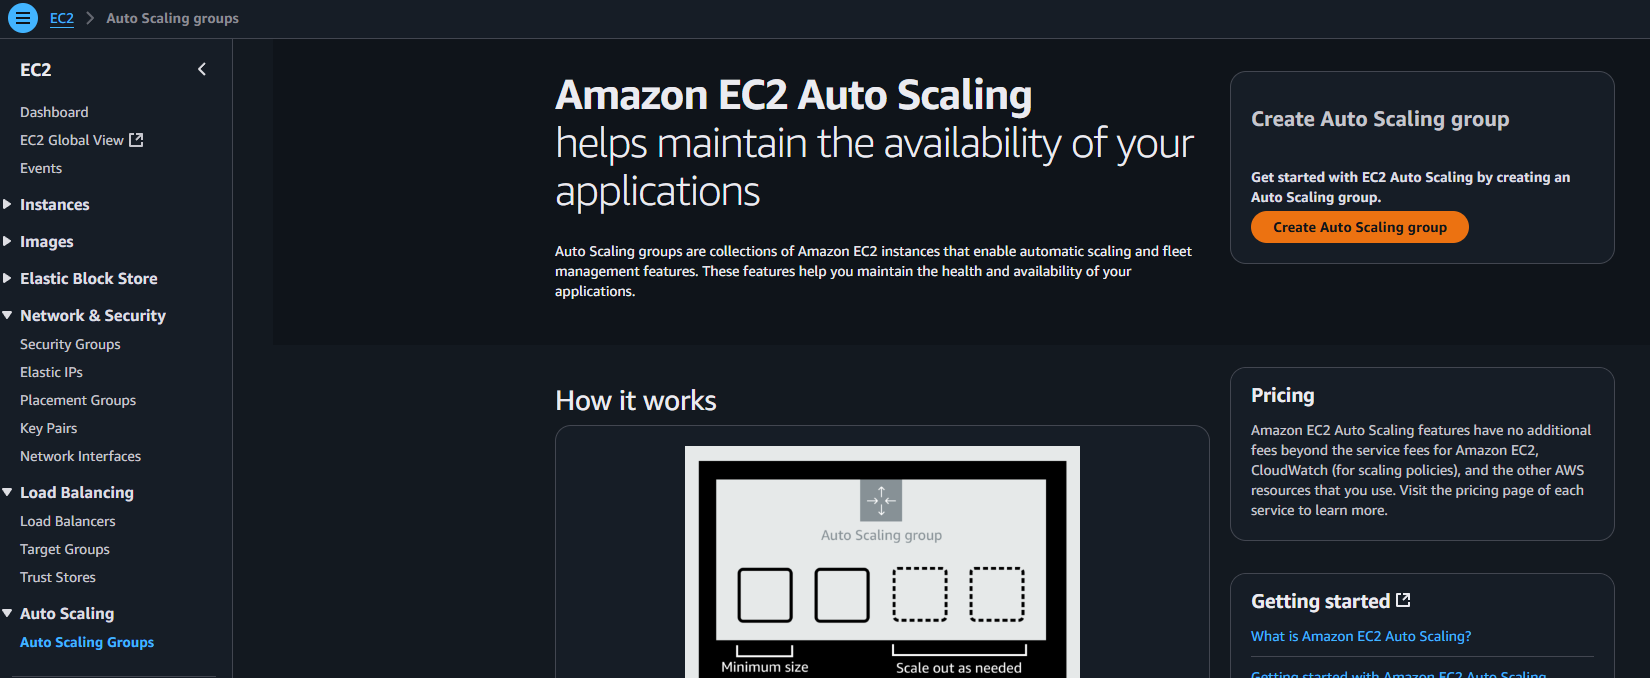 EC2
Auto Scaling groups
EC2
Dashboard
EC2 Global View
Events
Instances
Images
Elastic Block Store
Network & Security
Security Groups
Elastic IPs
Placement Groups
Key Pairs
Network Interfaces
Load Balancing
Load Balancers
Target Groups
Trust Stores
Auto Scaling
Auto Scaling Groups
Amazon EC2 Auto Scaling
helps maintain the availability of your
applications
Auto Scaling groups are collections of Amazon EC2 instances that enable automatic scaling and fleet
management features. These features help you maintain the health and availability of your
applications.
Create Auto Scaling group
Get started with EC2 Auto Scaling by creating an
Auto Scaling group.
Create Auto Scaling group
How it works
Auto Scaling group
Minimum size
Scale out as needed
Pricing
Amazon EC2 Auto Scaling features have no additional
fees beyond the service fees for Amazon EC2,
CloudWatch (for scaling policies), and the other AWS
resources that you use. Visit the pricing page of each
service to learn more.
Getting started
What is Amazon EC2 Auto Scaling?
Getting started with Amazon EC2 Auto Scaling